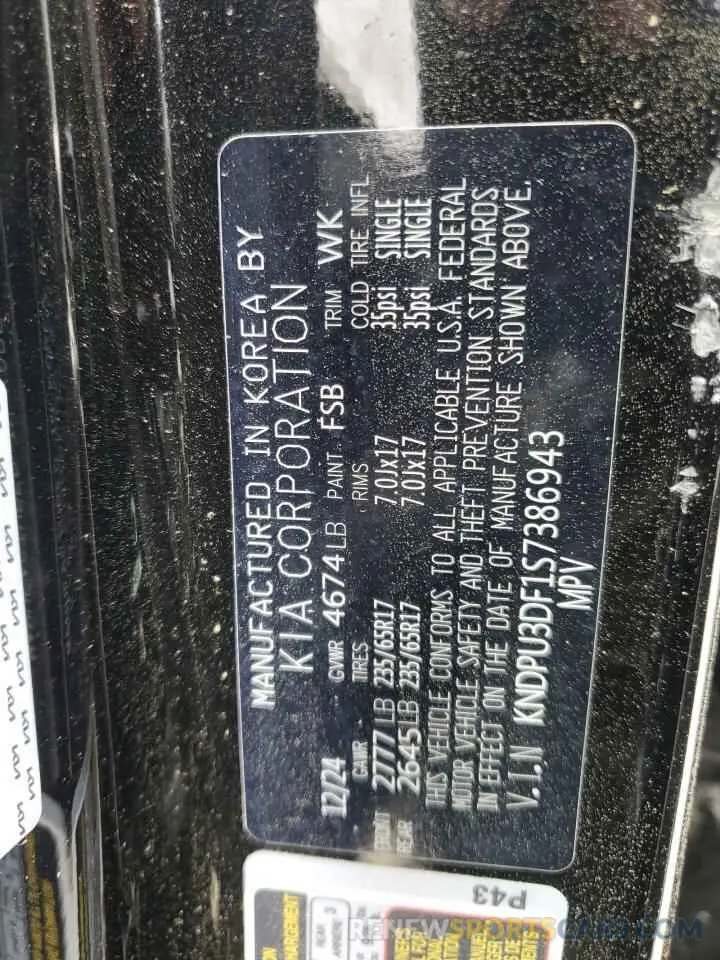 MANUFACTURED IN KOREA BY
KIA CORPORATION
12/24 GVWR 4674LB PAINT FSB TRIM WK
GAWR TIRES RIMS COLD TIRE INFL
FRONT 2777LB 235/65R17 7.0Jx17 35psi SINGLE
REAR 2645LB 235/65R17 7.0Jx17 35psi SINGLE
THIS VEHICLE CONFORMS TO ALL APPLICABLE U.S.A. FEDERAL
MOTOR VEHICLE SAFETY AND THEFT PREVENTION STANDARDS
IN EFFECT ON THE DATE OF MANUFACTURE SHOWN ABOVE.
V.I.N KNDPU3DF1S7386943
MPV
P43
RENEWSPORTSCARS.COM